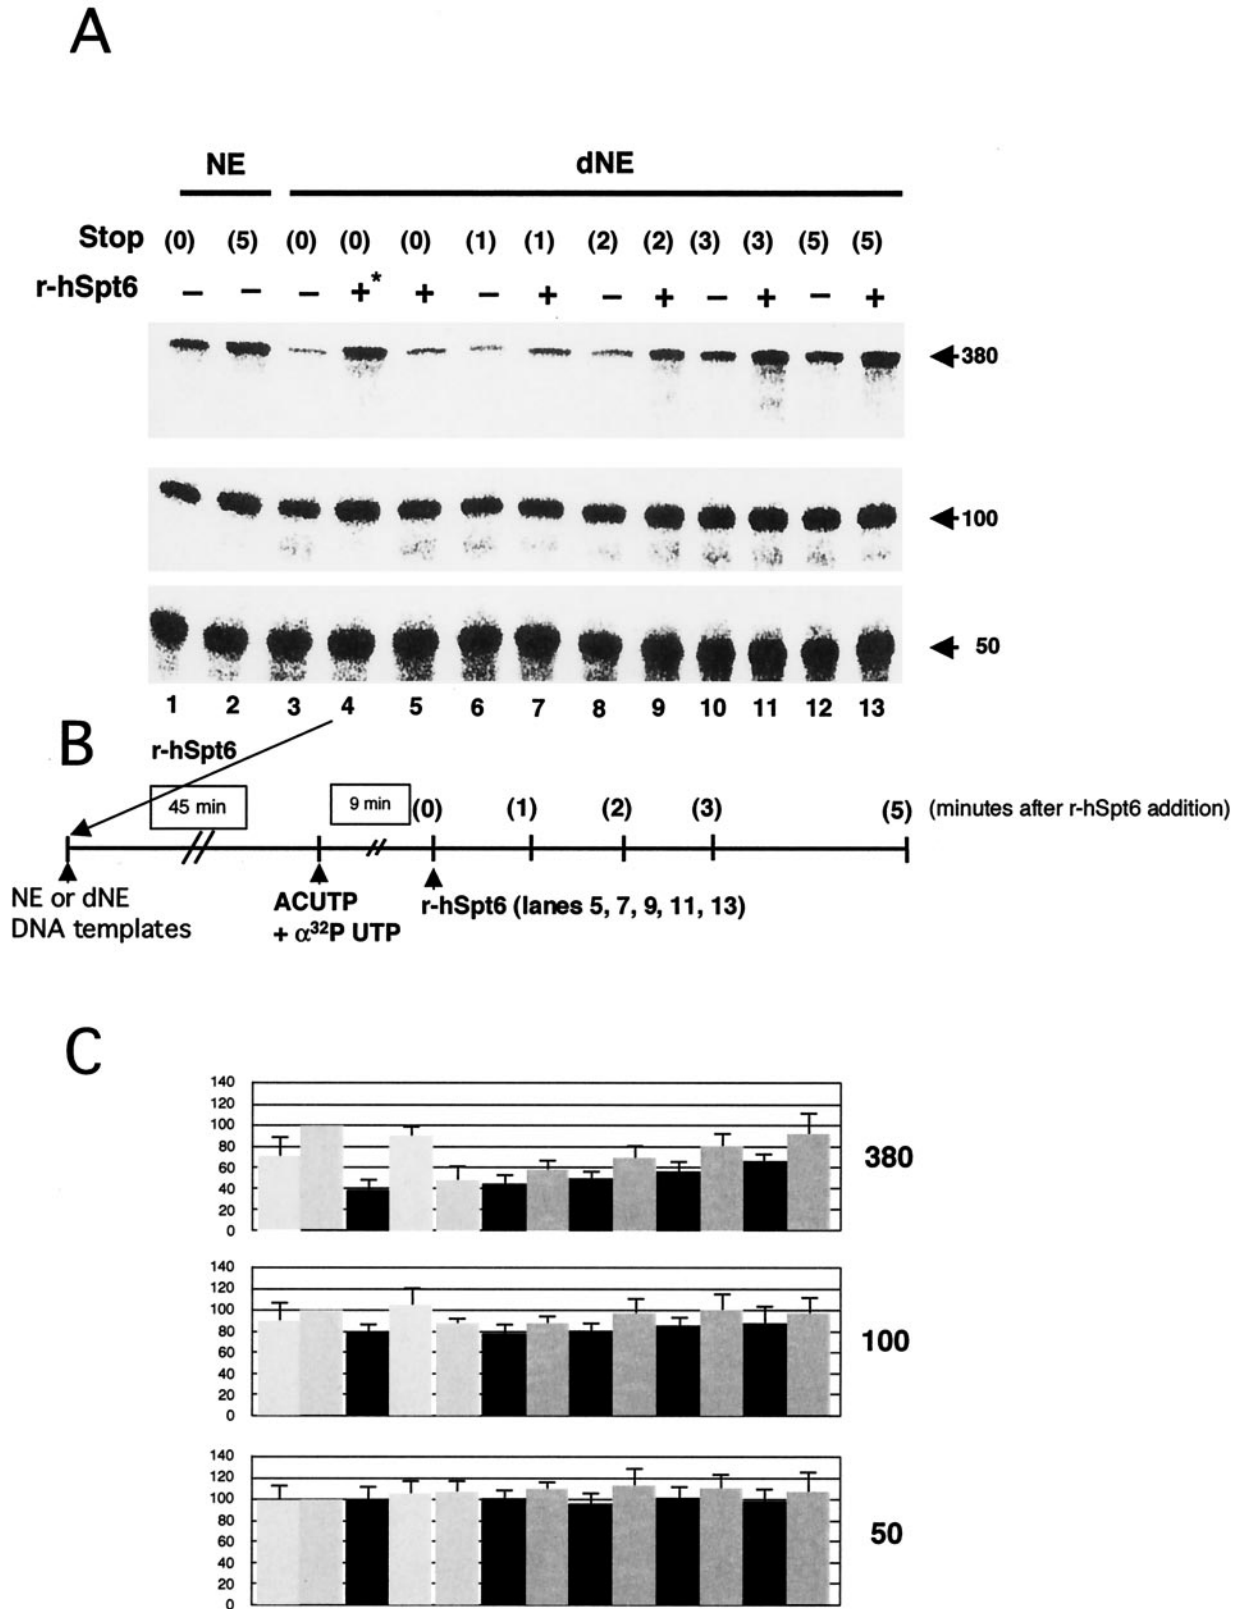 A
NE dNE
Stop (0) (5) (0) (0) (0) (1) (1) (2) (2) (3) (3) (5) (5)
r-hSpt6 – – – +* + – + – + – + – +
380
100
50
1 2 3 4 5 6 7 8 9 10 11 12 13
B
r-hSpt6
45 min 9 min (0) (1) (2) (3) (5) (minutes after r-hSpt6 addition)
NE or dNE
DNA templates
ACUTP
+ α³²P UTP
r-hSpt6 (lanes 5, 7, 9, 11, 13)
C
140
120
100
80
60
40
20
0
380
140
120
100
80
60
40
20
0
100
140
120
100
80
60
40
20
0
50